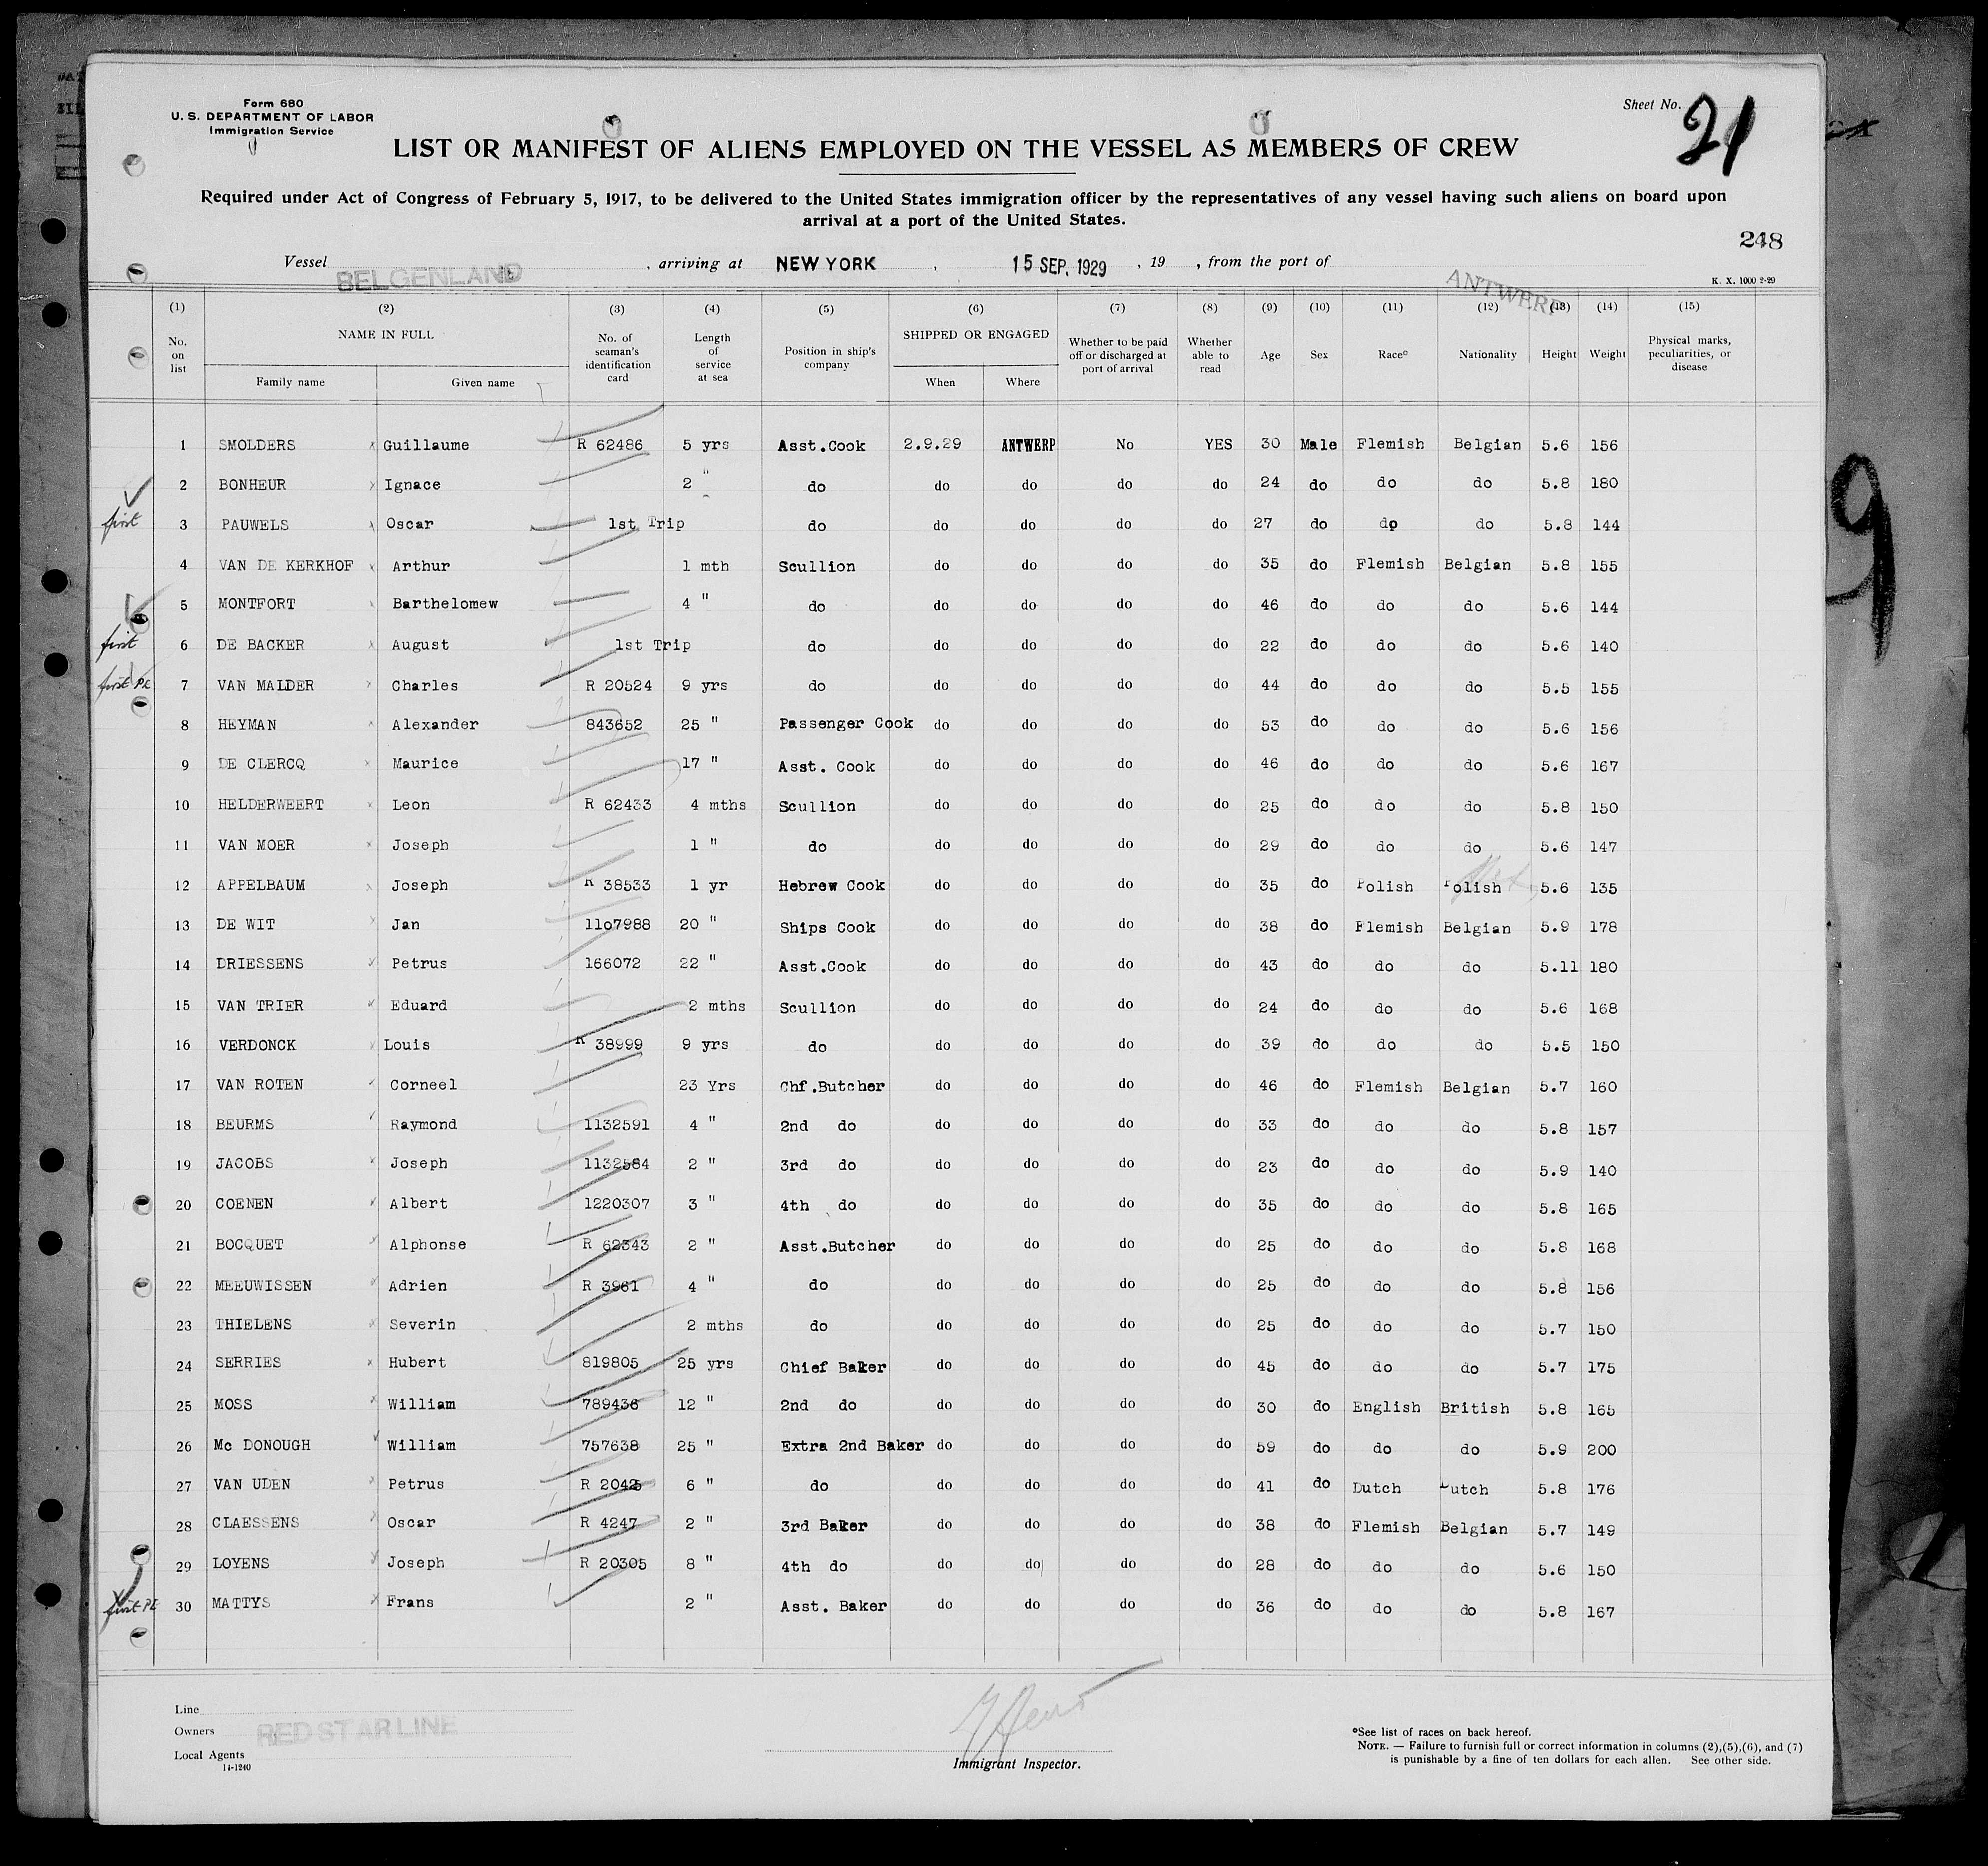 Form 680
U. S. DEPARTMENT OF LABOR
Immigration Service
Sheet No. 21
LIST OR MANIFEST OF ALIENS EMPLOYED ON THE VESSEL AS MEMBERS OF CREW
Required under Act of Congress of February 5, 1917, to be delivered to the United States immigration officer by the representatives of any vessel having such aliens on board upon
arrival at a port of the United States.
248
Vessel BELGENLAND, arriving at NEW YORK, 15 SEP. 1929, 19 , from the port of ANTWERP
K. X. 1000 2-29
(1) (2) (3) (4) (5) (6) (7) (8) (9) (10) (11) (12) (13) (14) (15)
No. on list NAME IN FULL Family name Given name No. of seaman's identification card Length of service at sea Position in ship's company SHIPPED OR ENGAGED When Where Whether to be paid off or discharged at port of arrival Whether able to read Age Sex Race° Nationality Height Weight Physical marks, peculiarities, or disease
1 SMOLDERS Guillaume R 62486 5 yrs Asst.Cook 2.9.29 ANTWERP No YES 30 Male Flemish Belgian 5.6 156
2 BONHEUR Ignace 2 " do do do do do 24 do do do 5.8 180
first 3 PAUWELS Oscar 1st Trip do do do do do 27 do do do 5.8 144
4 VAN DE KERKHOF Arthur 1 mth Scullion do do do do 35 do Flemish Belgian 5.8 155
5 MONTFORT Barthelomew 4 " do do do do do 46 do do do 5.6 144
first 6 DE BACKER August 1st Trip do do do do do 22 do do do 5.6 140
first PL 7 VAN MALDER Charles R 20524 9 yrs do do do do do 44 do do do 5.5 155
8 HEYMAN Alexander 843652 25 " Passenger Cook do do do do 53 do do do 5.6 156
9 DE CLERCQ Maurice 17 " Asst. Cook do do do do 46 do do do 5.6 167
10 HELDERWEERT Leon R 62433 4 mths Scullion do do do do 25 do do do 5.8 150
11 VAN MOER Joseph 1 " do do do do do 29 do do do 5.6 147
12 APPELBAUM Joseph R 38533 1 yr Hebrew Cook do do do do 35 do Polish Polish 5.6 135
13 DE WIT Jan 11o7988 20 " Ships Cook do do do do 38 do Flemish Belgian 5.9 178
14 DRIESSENS Petrus 166072 22 " Asst.Cook do do do do 43 do do do 5.11 180
15 VAN TRIER Eduard 2 mths Scullion do do do do 24 do do do 5.6 168
16 VERDONCK Louis R 38999 9 yrs do do do do do 39 do do do 5.5 150
17 VAN ROTEN Corneel 23 Yrs Chf.Butcher do do do do 46 do Flemish Belgian 5.7 160
18 BEURMS Raymond 1132591 4 " 2nd do do do do do 33 do do do 5.8 157
19 JACOBS Joseph 1132584 2 " 3rd do do do do do 23 do do do 5.9 140
20 COENEN Albert 1220307 3 " 4th do do do do do 35 do do do 5.8 165
21 BOCQUET Alphonse R 62343 2 " Asst.Butcher do do do do 25 do do do 5.8 168
22 MEEUWISSEN Adrien R 3961 4 " do do do do do 25 do do do 5.8 156
23 THIELENS Severin 2 mths do do do do do 25 do do do 5.7 150
24 SERRIES Hubert 819805 25 yrs Chief Baker do do do do 45 do do do 5.7 175
25 MOSS William 789436 12 " 2nd do do do do do 30 do English British 5.8 165
26 Mc DONOUGH William 757638 25 " Extra 2nd Baker do do do do 59 do do do 5.9 200
27 VAN UDEN Petrus R 2042 6 " do do do do do 41 do Dutch Dutch 5.8 176
28 CLAESSENS Oscar R 4247 2 " 3rd Baker do do do do 38 do Flemish Belgian 5.7 149
29 LOYENS Joseph R 20305 8 " 4th do do do do do 28 do do do 5.6 150
first PL 30 MATTYS Frans 2 " Asst. Baker do do do do 36 do do do 5.8 167
9
Line
Owners RED STAR LINE
Local Agents
14-1240
Immigrant Inspector.
°See list of races on back hereof.
NOTE. — Failure to furnish full or correct information in columns (2),(5),(6), and (7)
is punishable by a fine of ten dollars for each allen. See other side.